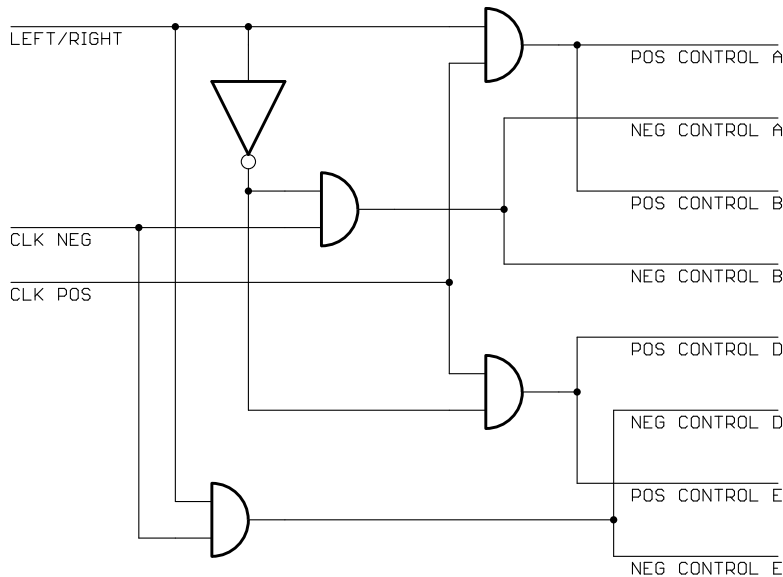 LEFT/RIGHT
POS CONTROL A
NEG CONTROL A
POS CONTROL B
CLK NEG
NEG CONTROL B
CLK POS
POS CONTROL D
NEG CONTROL D
POS CONTROL E
NEG CONTROL E